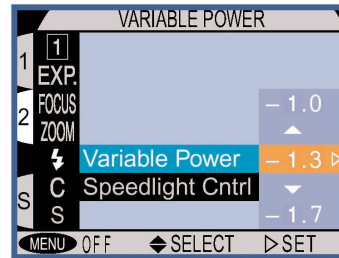 VARIABLE POWER
1
1
EXP.
FOCUS
2
ZOOM
– 1.0
Variable Power – 1.3
C Speedlight Cntrl
S
S
– 1.7
MENU OFF SELECT SET